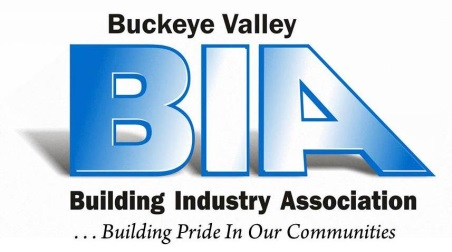 Buckeye Valley
BIA
Building Industry Association
... Building Pride In Our Communities